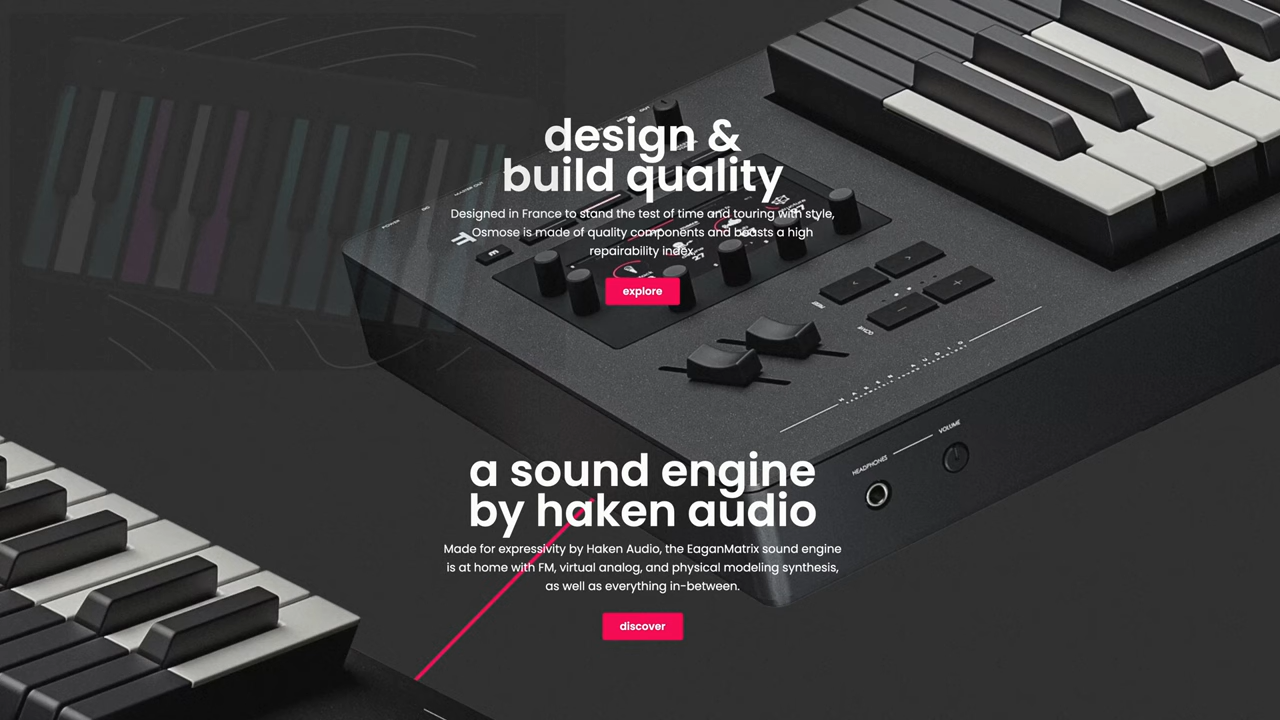 design &
build quality
Designed in France to stand the test of time and touring with style,
Osmose is made of quality components and boasts a high
repairability index.
explore
HAKEN AUDIO
HEADPHONES
VOLUME
a sound engine
by haken audio
Made for expressivity by Haken Audio, the EaganMatrix sound engine
is at home with FM, virtual analog, and physical modeling synthesis,
as well as everything in-between.
discover